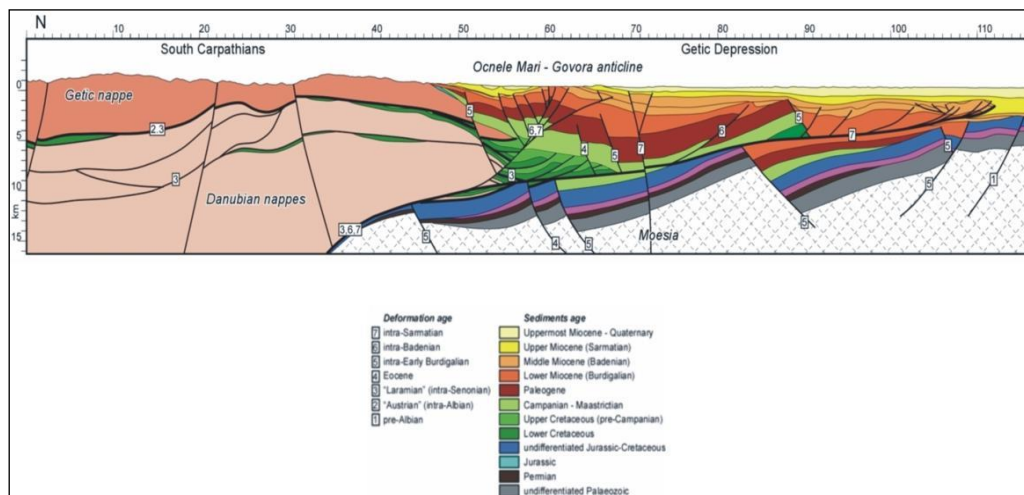 N
10 20 30 40 50 60 70 80 90 100 110
South Carpathians Getic Depression
Ocnele Mari - Govora anticline
0
5
10
km
15
Getic nappe
2.3
3
Danubian nappes
3.6.7
5
6.7
3
4
5
7
6
5
7
5
4
5
Moesia
5
5
5
1
Deformation age
7 intra-Sarmatian
6 intra-Badenian
5 intra-Early Burdigalian
4 Eocene
3 "Laramian" (intra-Senonian)
2 "Austrian" (intra-Albian)
1 pre-Albian
Sediments age
Uppermost Miocene - Quaternary
Upper Miocene (Sarmatian)
Middle Miocene (Badenian)
Lower Miocene (Burdigalian)
Paleogene
Campanian - Maastrictian
Upper Cretaceous (pre-Campanian)
Lower Cretaceous
undifferentiated Jurassic-Cretaceous
Jurassic
Permian
undifferentiated Palaeozoic